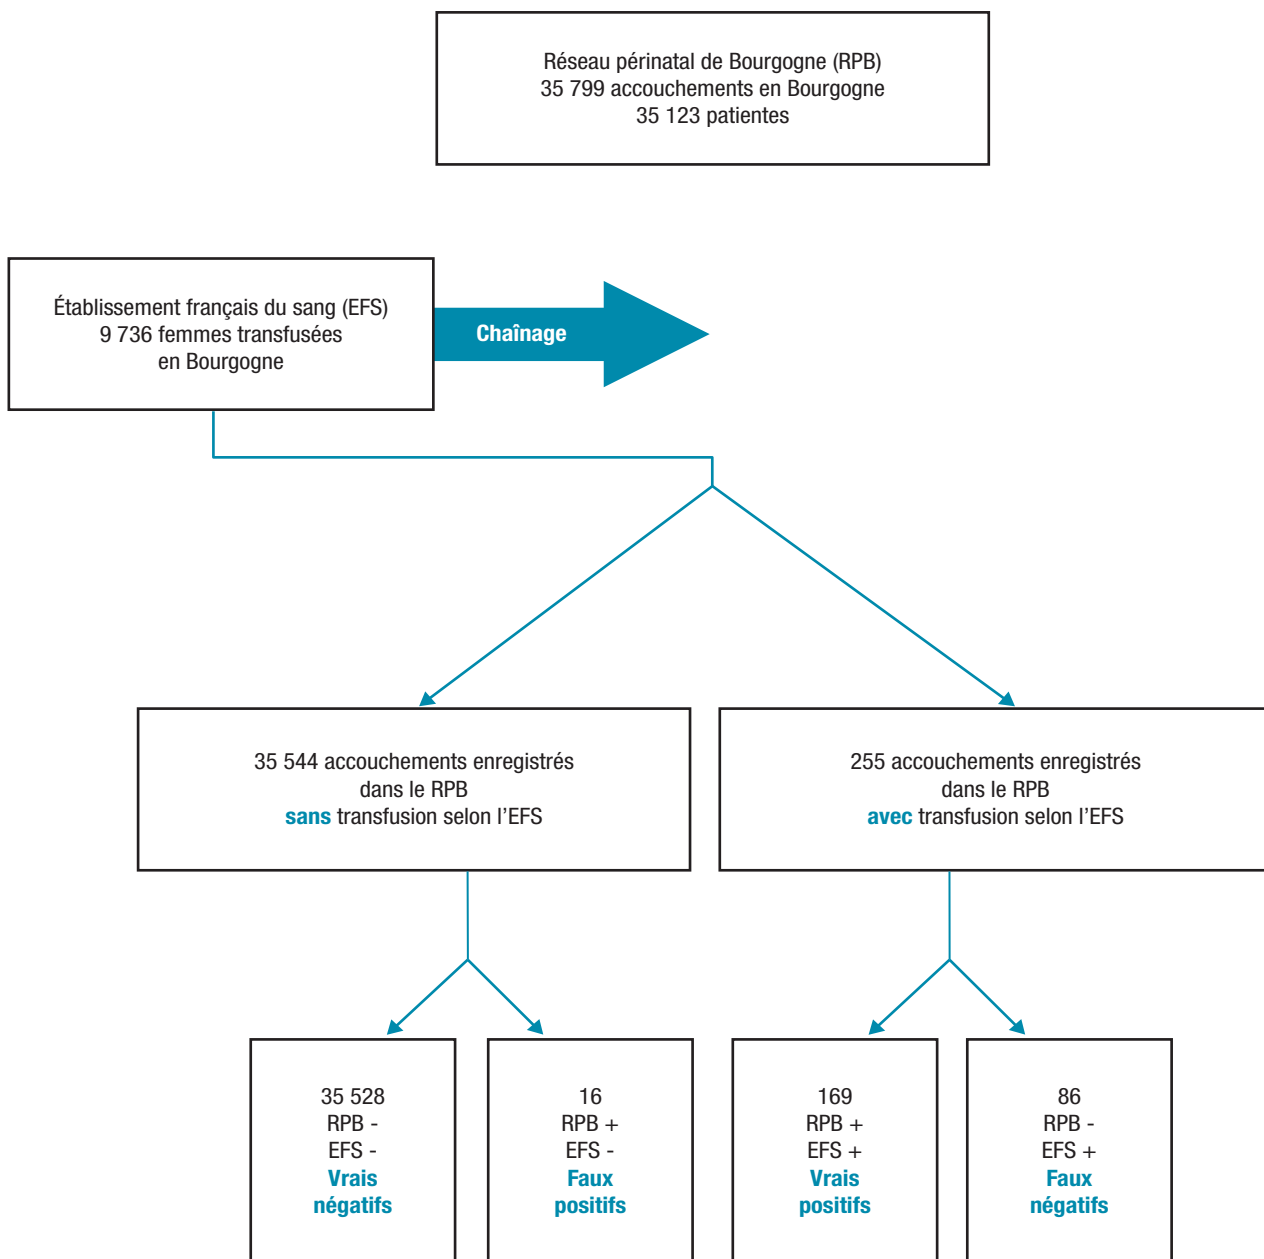 Réseau périnatal de Bourgogne (RPB)
35 799 accouchements en Bourgogne
35 123 patientes
Établissement français du sang (EFS)
9 736 femmes transfusées
en Bourgogne
Chaînage
35 544 accouchements enregistrés
dans le RPB
sans transfusion selon l'EFS
255 accouchements enregistrés
dans le RPB
avec transfusion selon l'EFS
35 528
RPB -
EFS -
Vrais
négatifs
16
RPB +
EFS -
Faux
positifs
169
RPB +
EFS +
Vrais
positifs
86
RPB -
EFS +
Faux
négatifs